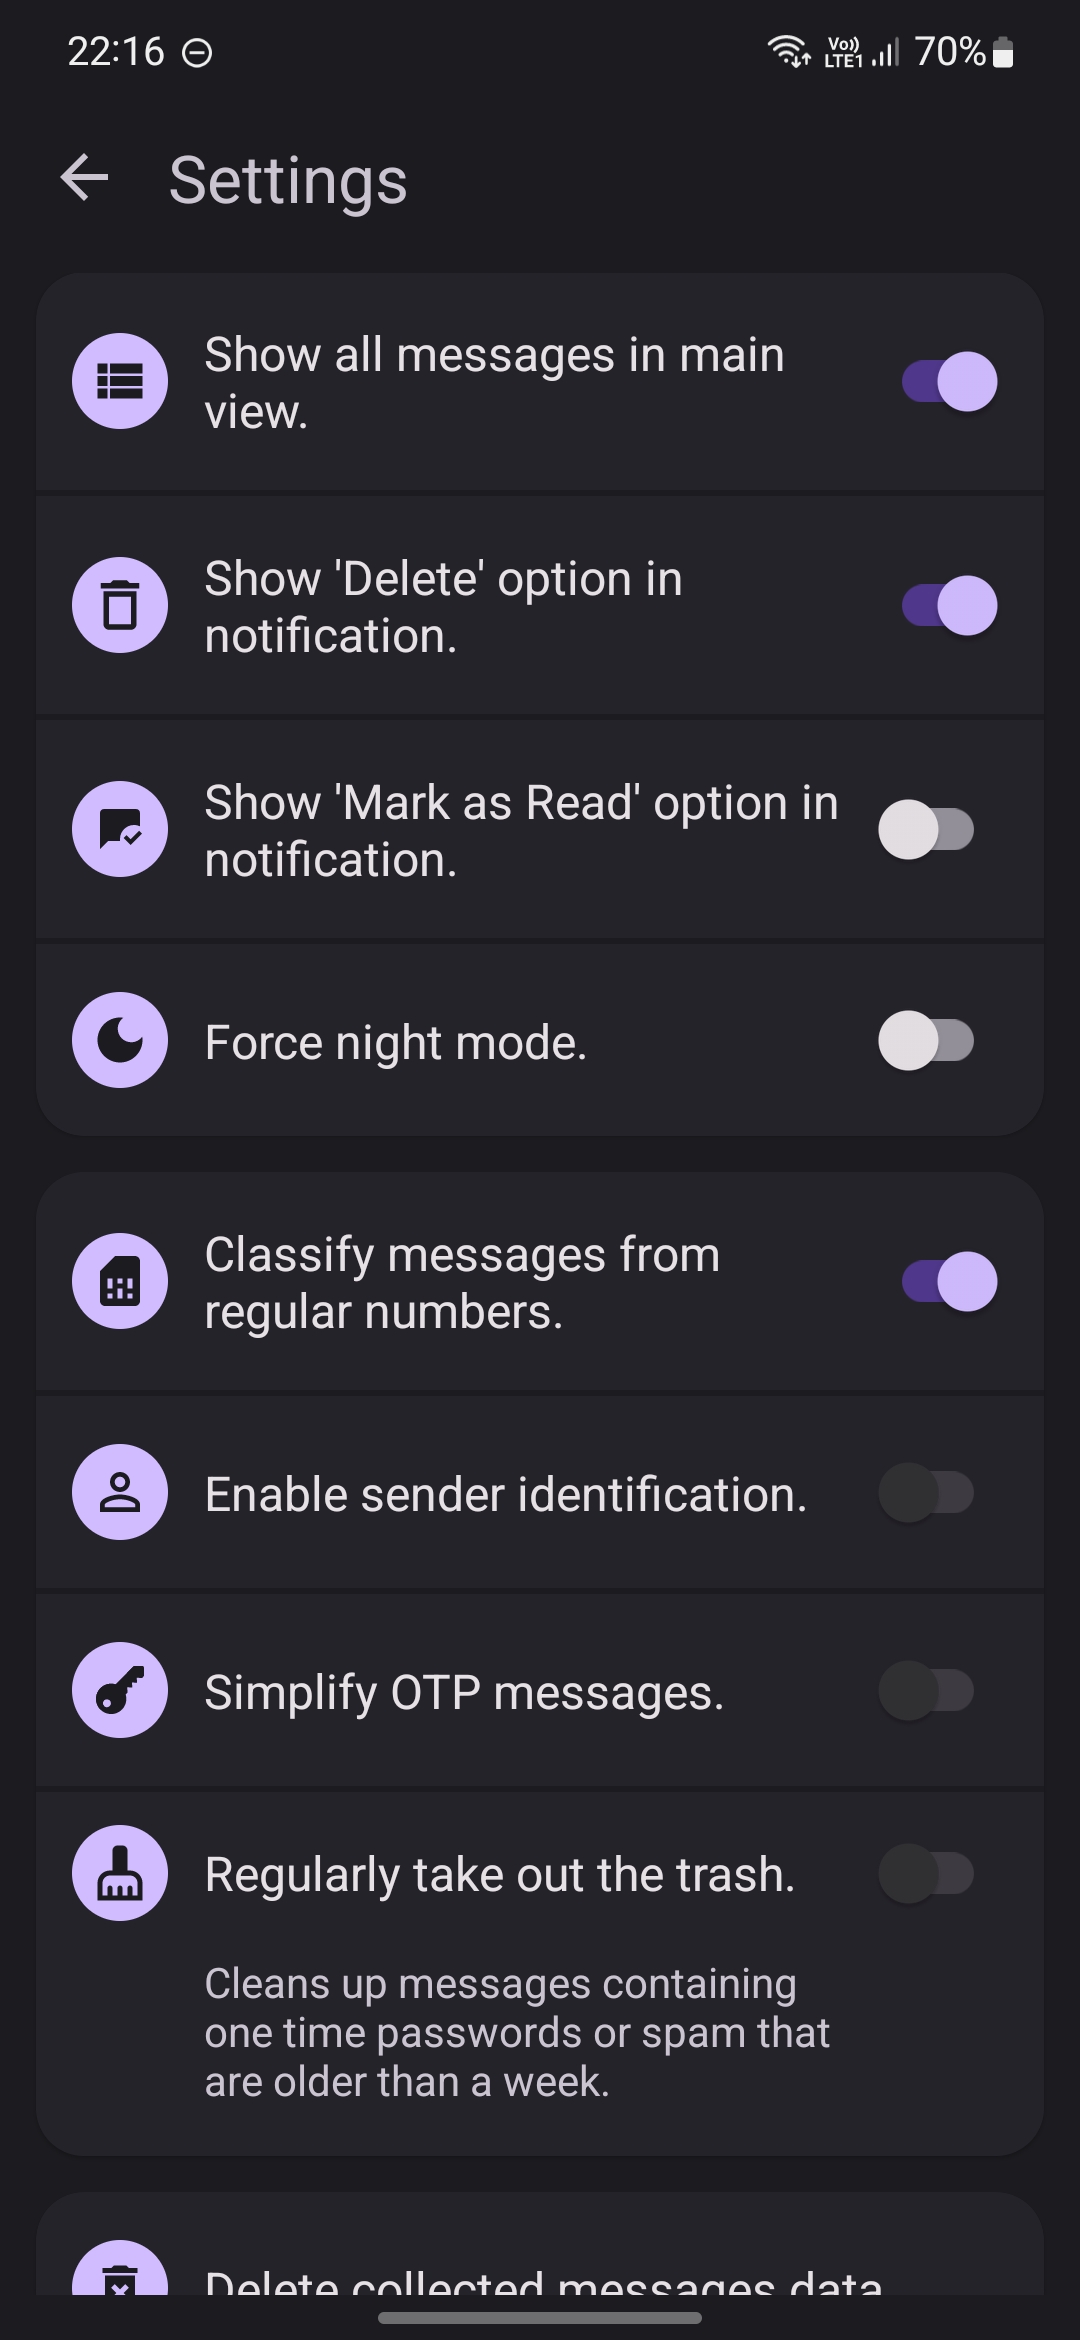 22:16
Vo))
LTE1
70%
Settings
Show all messages in main
view.
Show 'Delete' option in
notification.
Show 'Mark as Read' option in
notification.
Force night mode.
Classify messages from
regular numbers.
Enable sender identification.
Simplify OTP messages.
Regularly take out the trash.
Cleans up messages containing
one time passwords or spam that
are older than a week.
Delete collected messages data